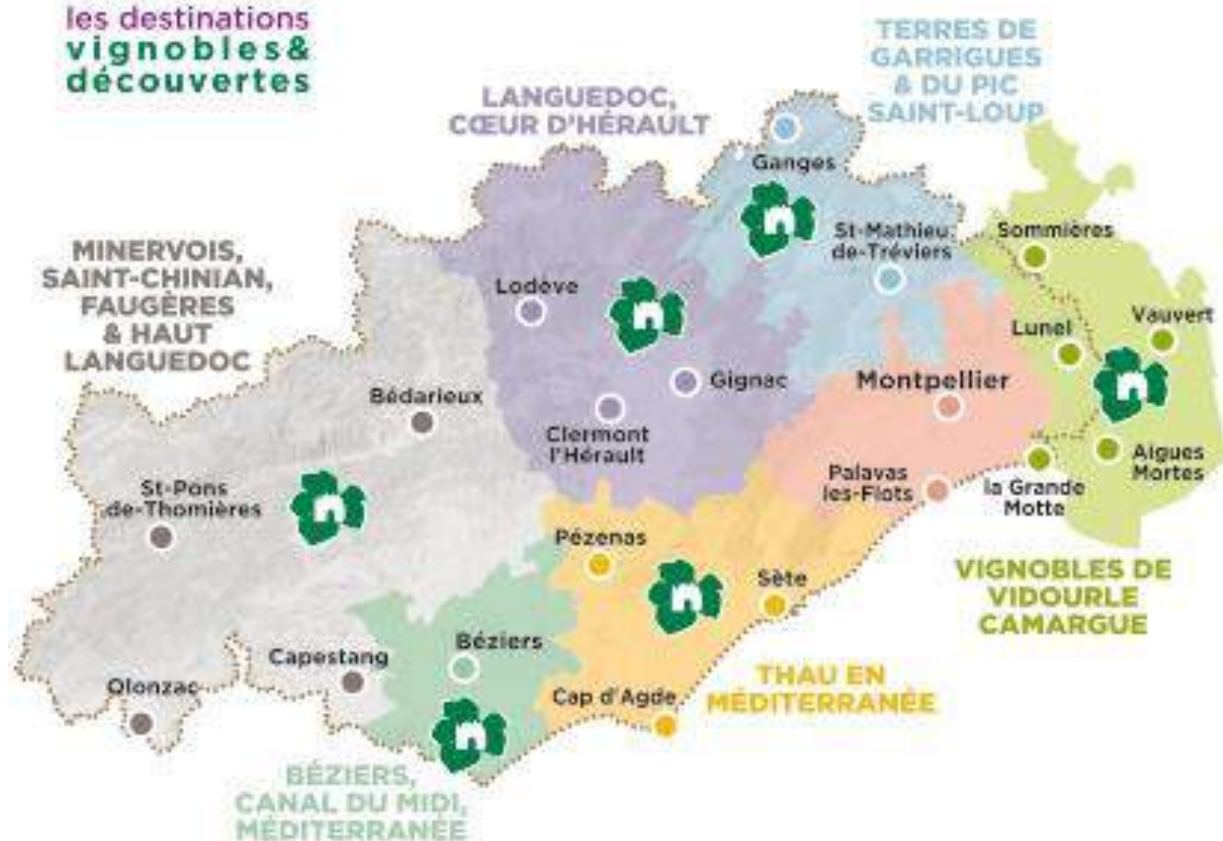 les destinations
vignobles&
découvertes
TERRES DE
GARRIGUES
& DU PIC
SAINT-LOUP
LANGUEDOC,
CŒUR D'HÉRAULT
Ganges
St-Mathieu
de-Tréviers
Sommières
MINERVOIS,
SAINT-CHINIAN,
FAUGÈRES
& HAUT
LANGUEDOC
Lodève
Lunel
Vauvert
Bédarieux
Gignac
Montpellier
Clermont
l'Hérault
St-Pons
de-Thomières
Palavas
les-Flots
la Grande
Motte
Aigues
Mortes
Pézenas
Sète
VIGNOBLES DE
VIDOURLE
CAMARGUE
Capestang
Béziers
Olonzac
Cap d'Agde
THAU EN
MÉDITERRANÉE
BÉZIERS,
CANAL DU MIDI,
MÉDITERRANÉE